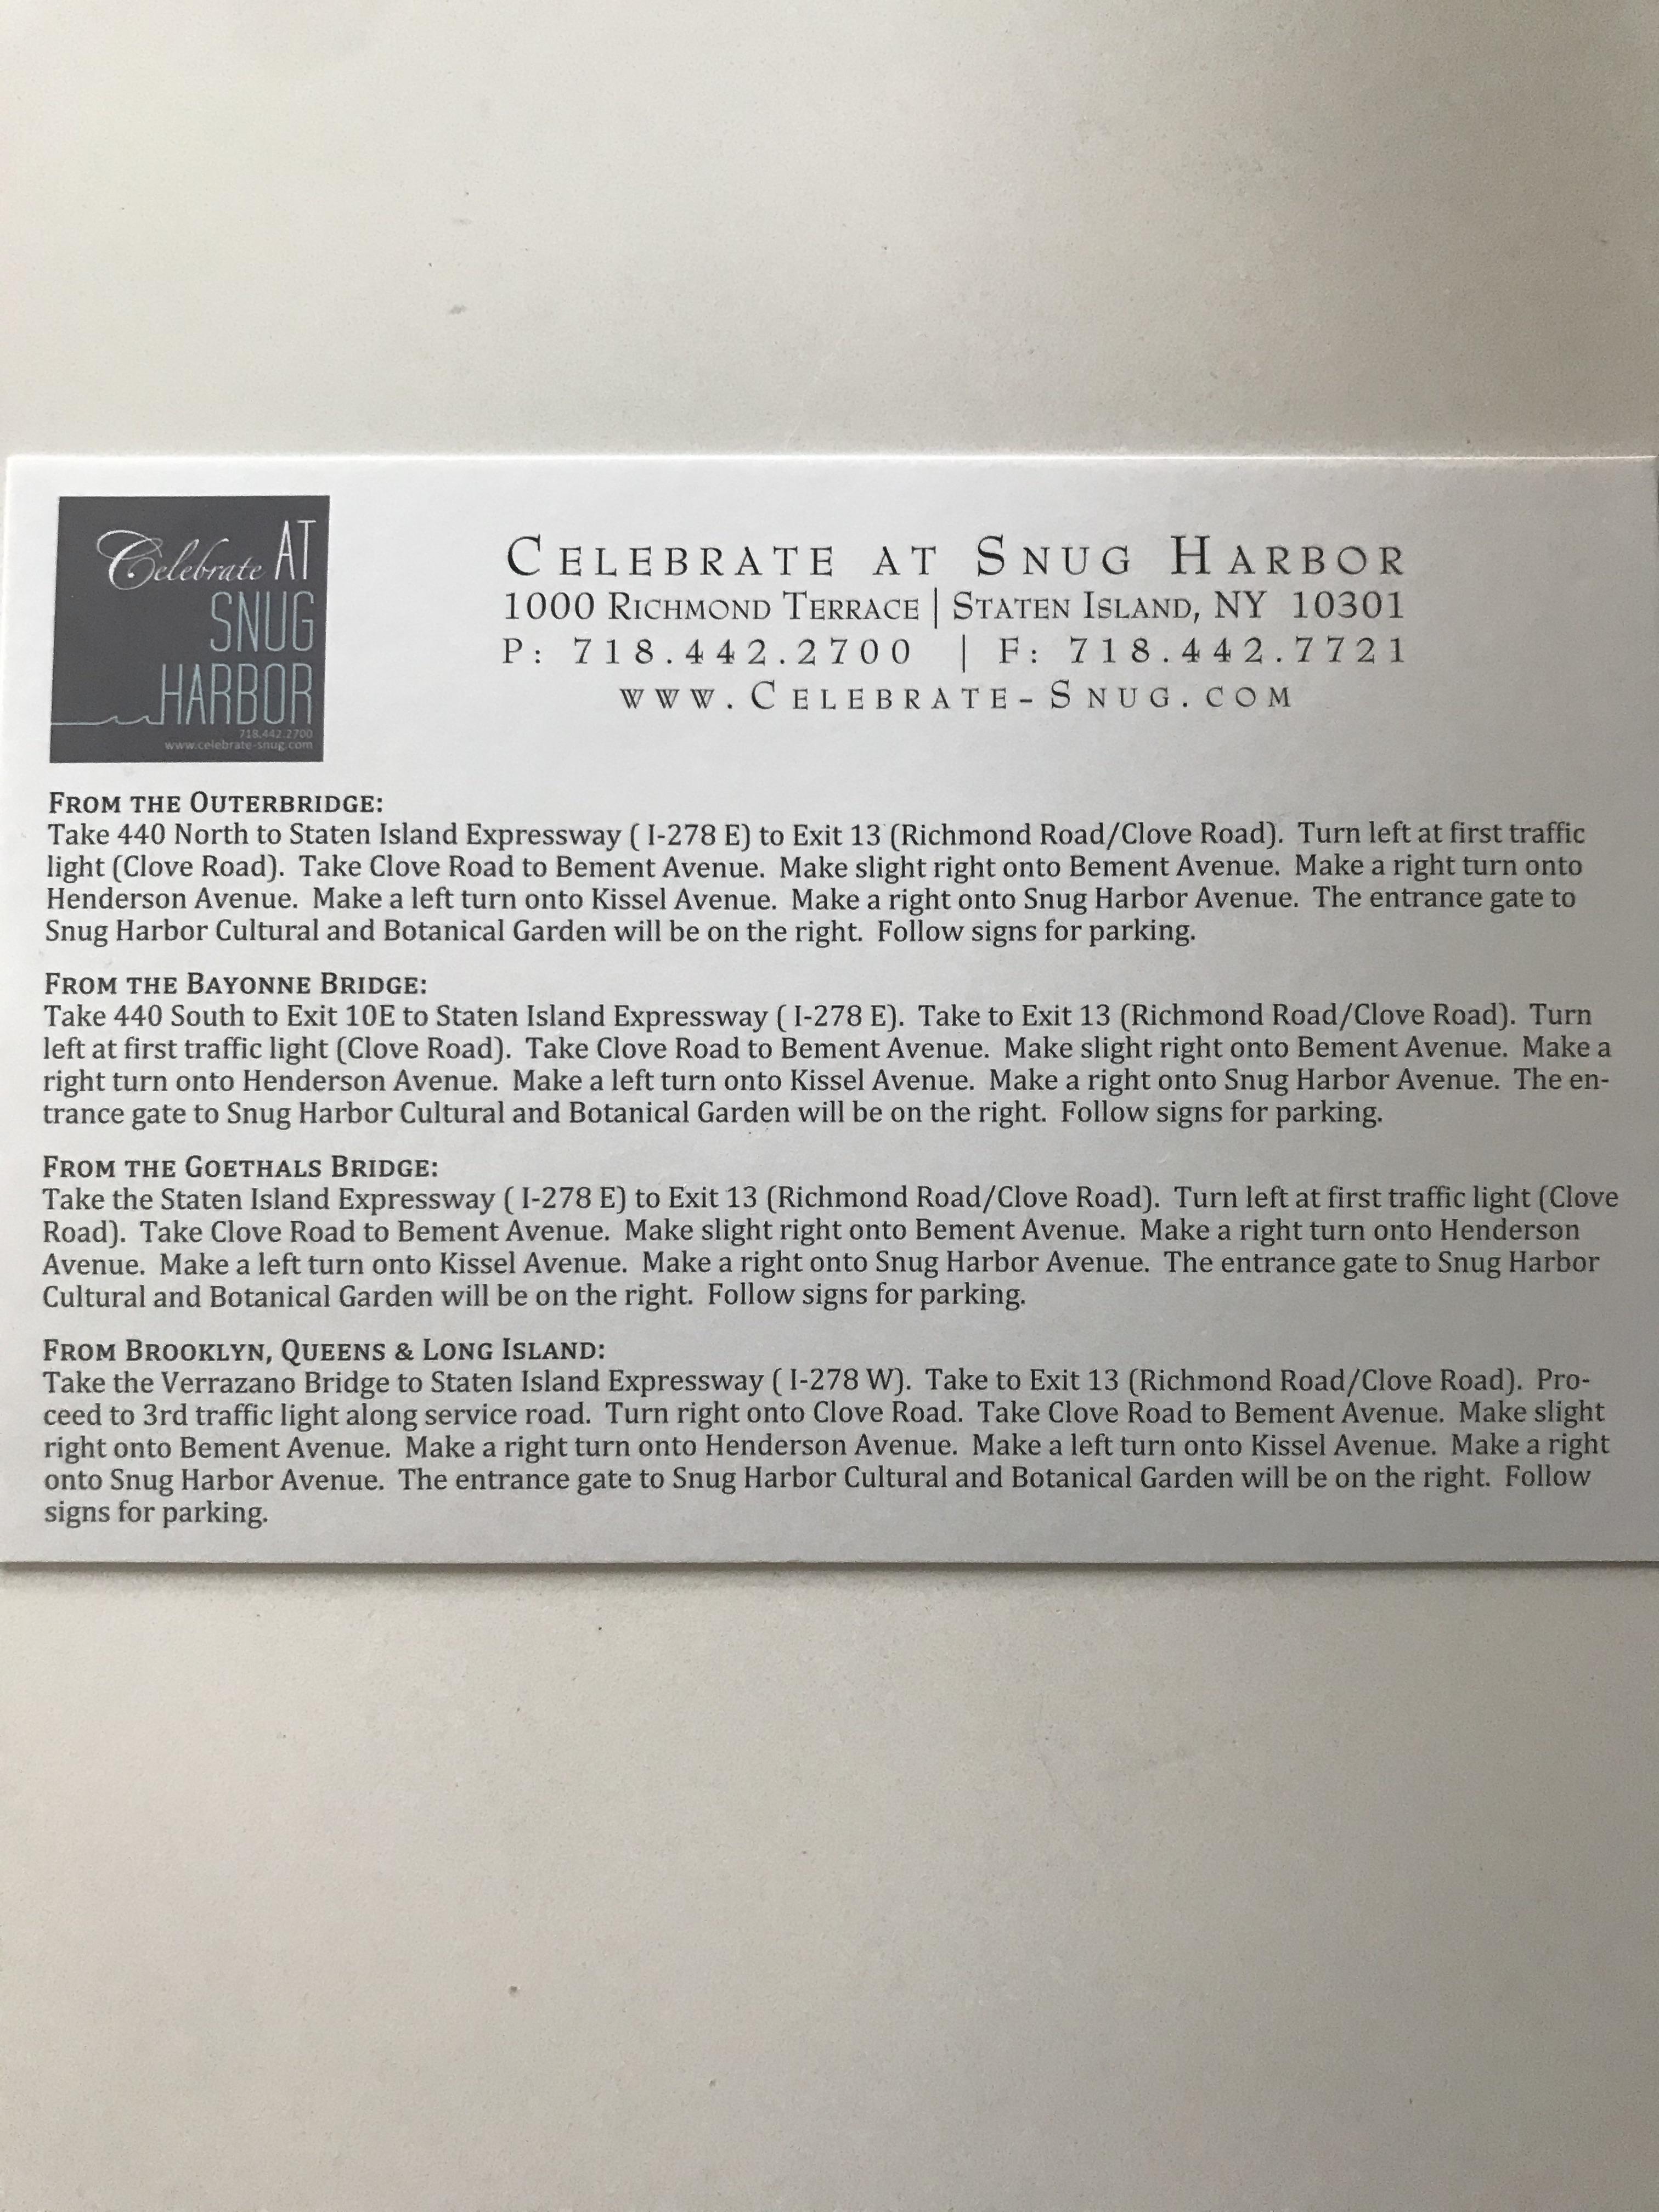 Celebrate AT
SNUG
HARBOR
718.442.2700
www.celebrate-snug.com
CELEBRATE AT SNUG HARBOR
1000 RICHMOND TERRACE | STATEN ISLAND, NY 10301
P: 718.442.2700 | F: 718.442.7721
WWW.CELEBRATE-SNUG.COM
FROM THE OUTERBRIDGE:
Take 440 North to Staten Island Expressway ( I-278 E) to Exit 13 (Richmond Road/Clove Road). Turn left at first traffic
light (Clove Road). Take Clove Road to Bement Avenue. Make slight right onto Bement Avenue. Make a right turn onto
Henderson Avenue. Make a left turn onto Kissel Avenue. Make a right onto Snug Harbor Avenue. The entrance gate to
Snug Harbor Cultural and Botanical Garden will be on the right. Follow signs for parking.
FROM THE BAYONNE BRIDGE:
Take 440 South to Exit 10E to Staten Island Expressway ( I-278 E). Take to Exit 13 (Richmond Road/Clove Road). Turn
left at first traffic light (Clove Road). Take Clove Road to Bement Avenue. Make slight right onto Bement Avenue. Make a
right turn onto Henderson Avenue. Make a left turn onto Kissel Avenue. Make a right onto Snug Harbor Avenue. The en-
trance gate to Snug Harbor Cultural and Botanical Garden will be on the right. Follow signs for parking.
FROM THE GOETHALS BRIDGE:
Take the Staten Island Expressway ( I-278 E) to Exit 13 (Richmond Road/Clove Road). Turn left at first traffic light (Clove
Road). Take Clove Road to Bement Avenue. Make slight right onto Bement Avenue. Make a right turn onto Henderson
Avenue. Make a left turn onto Kissel Avenue. Make a right onto Snug Harbor Avenue. The entrance gate to Snug Harbor
Cultural and Botanical Garden will be on the right. Follow signs for parking.
FROM BROOKLYN, QUEENS & LONG ISLAND:
Take the Verrazano Bridge to Staten Island Expressway ( I-278 W). Take to Exit 13 (Richmond Road/Clove Road). Pro-
ceed to 3rd traffic light along service road. Turn right onto Clove Road. Take Clove Road to Bement Avenue. Make slight
right onto Bement Avenue. Make a right turn onto Henderson Avenue. Make a left turn onto Kissel Avenue. Make a right
onto Snug Harbor Avenue. The entrance gate to Snug Harbor Cultural and Botanical Garden will be on the right. Follow
signs for parking.